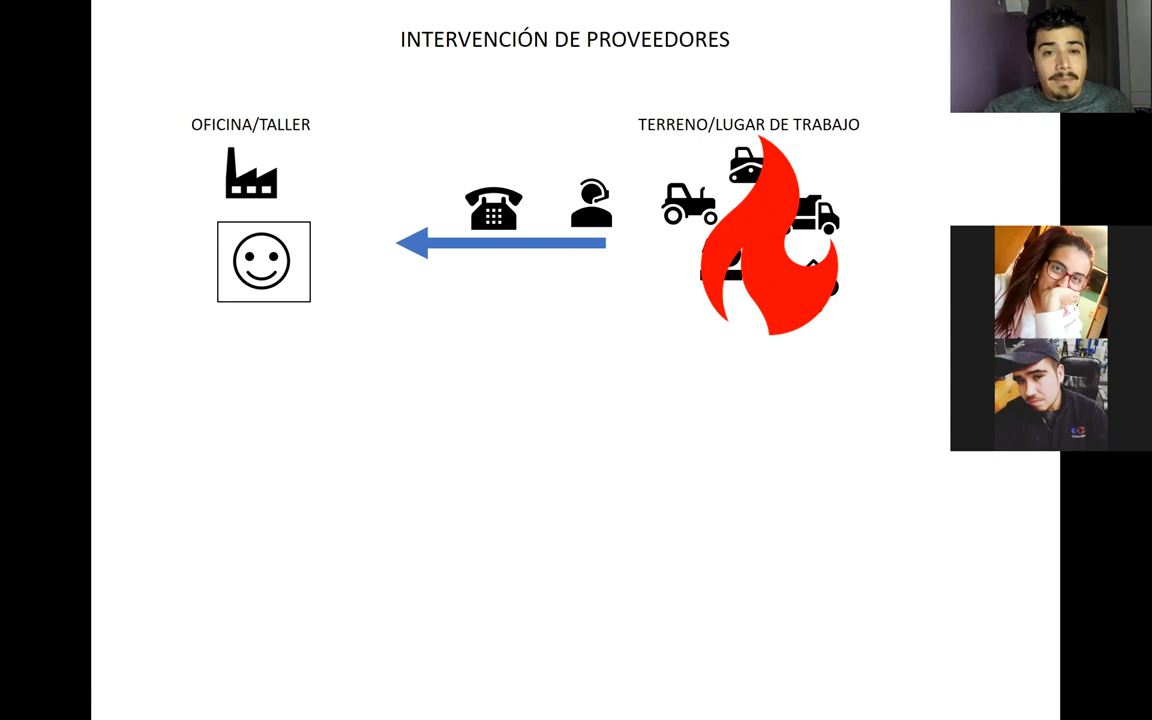 INTERVENCIÓN DE PROVEEDORES
OFICINA/TALLER
TERRENO/LUGAR DE TRABAJO